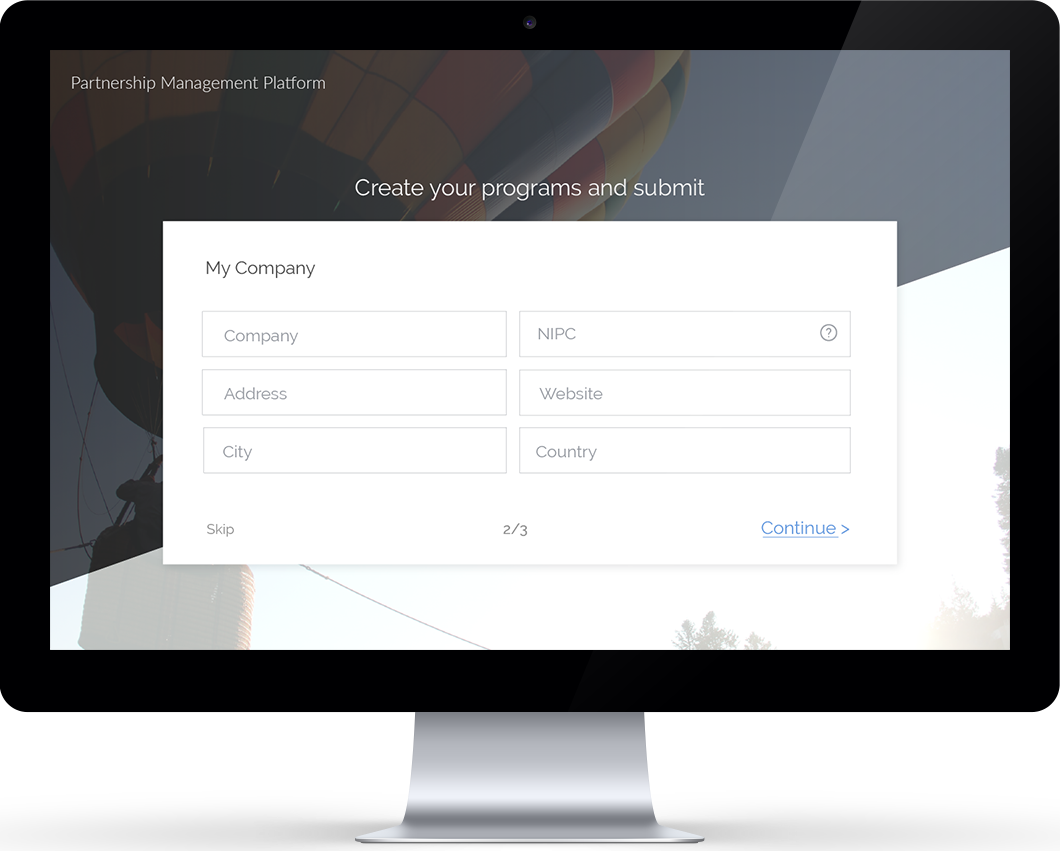 Partnership Management Platform
Create your programs and submit
My Company
Company
NIPC ?
Address
Website
City
Country
Skip
2/3
Continue >